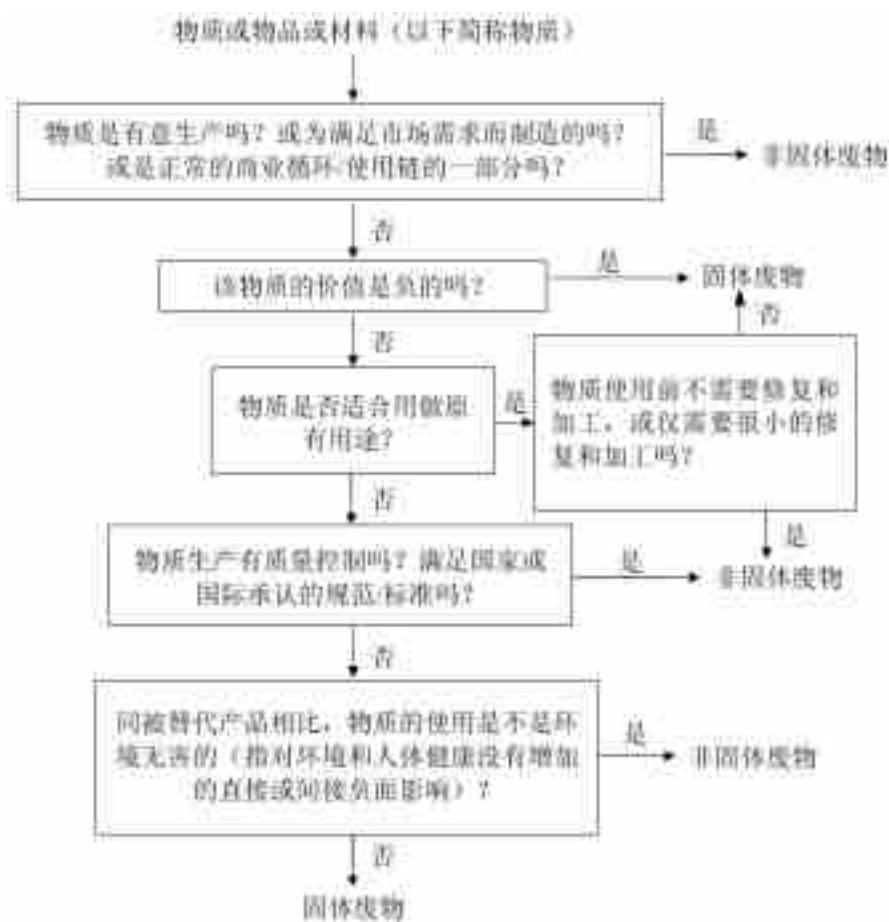 物质或物品或材料（以下简称物质）
物质是有意生产吗？或为满足市场需求而制造的吗？
或是正常的商业循环/使用链的一部分吗？
是
非固体废物
否
该物质的价值是负的吗？
是
固体废物
否
否
物质是否适合用做原
有用途？
是
物质使用前不需要修复和
加工，或仅需要很小的修
复和加工吗？
否
是
物质生产有质量控制吗？满足国家或
国际承认的规范/标准吗？
是
非固体废物
否
同被替代产品相比，物质的使用是不是环
境无害的（指对环境和人体健康没有增加
的直接或间接负面影响）？
是
非固体废物
否
固体废物